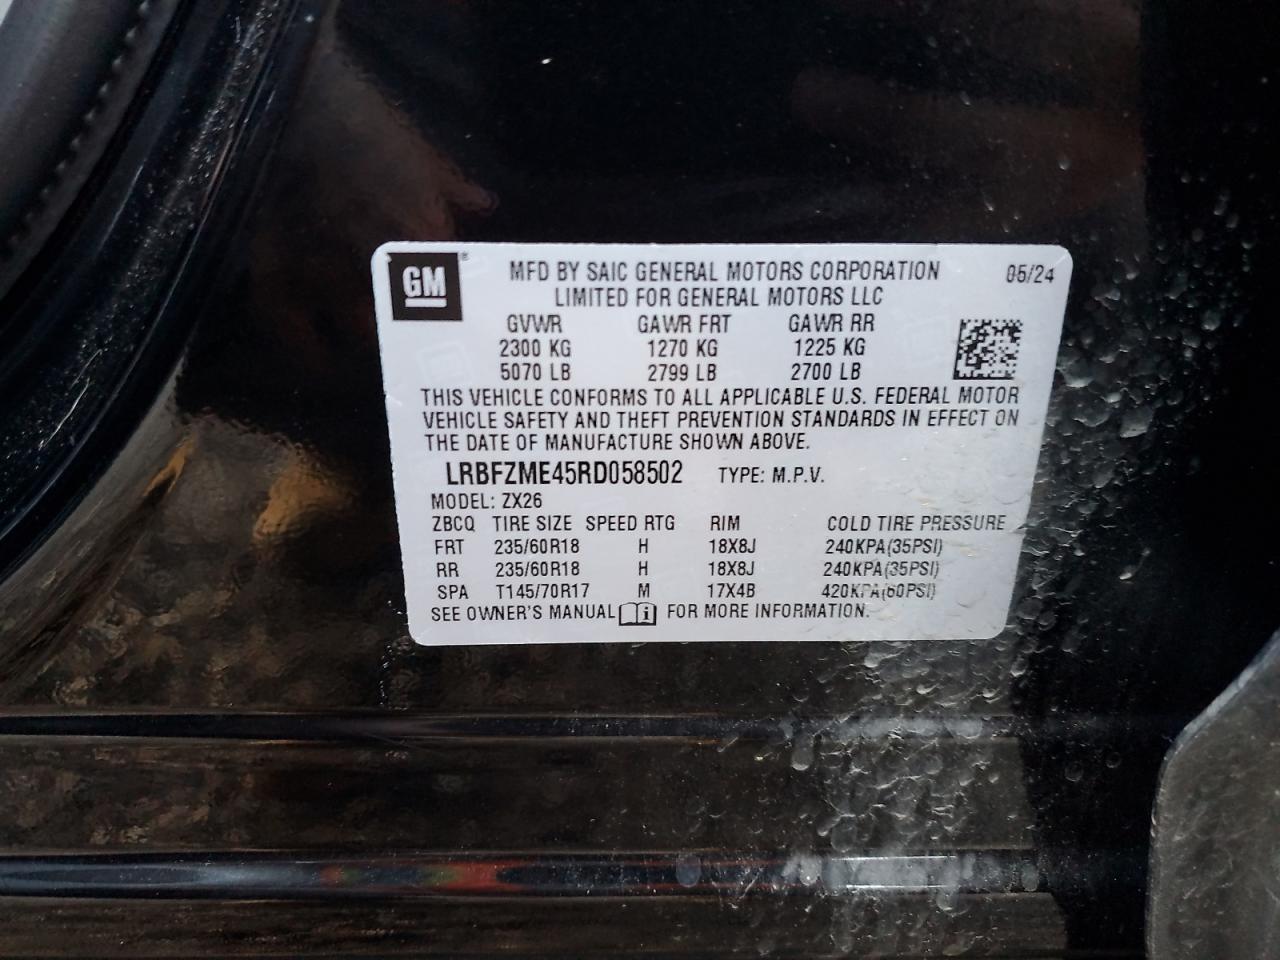 GM®
MFD BY SAIC GENERAL MOTORS CORPORATION 05/24
LIMITED FOR GENERAL MOTORS LLC
GVWR GAWR FRT GAWR RR
2300 KG 1270 KG 1225 KG
5070 LB 2799 LB 2700 LB
THIS VEHICLE CONFORMS TO ALL APPLICABLE U.S. FEDERAL MOTOR
VEHICLE SAFETY AND THEFT PREVENTION STANDARDS IN EFFECT ON
THE DATE OF MANUFACTURE SHOWN ABOVE.
LRBFZME45RD058502 TYPE: M.P.V.
MODEL: ZX26
ZBCQ TIRE SIZE SPEED RTG RIM COLD TIRE PRESSURE
FRT 235/60R18 H 18X8J 240KPA(35PSI)
RR 235/60R18 H 18X8J 240KPA(35PSI)
SPA T145/70R17 M 17X4B 420KPA(60PSI)
SEE OWNER'S MANUAL FOR MORE INFORMATION.